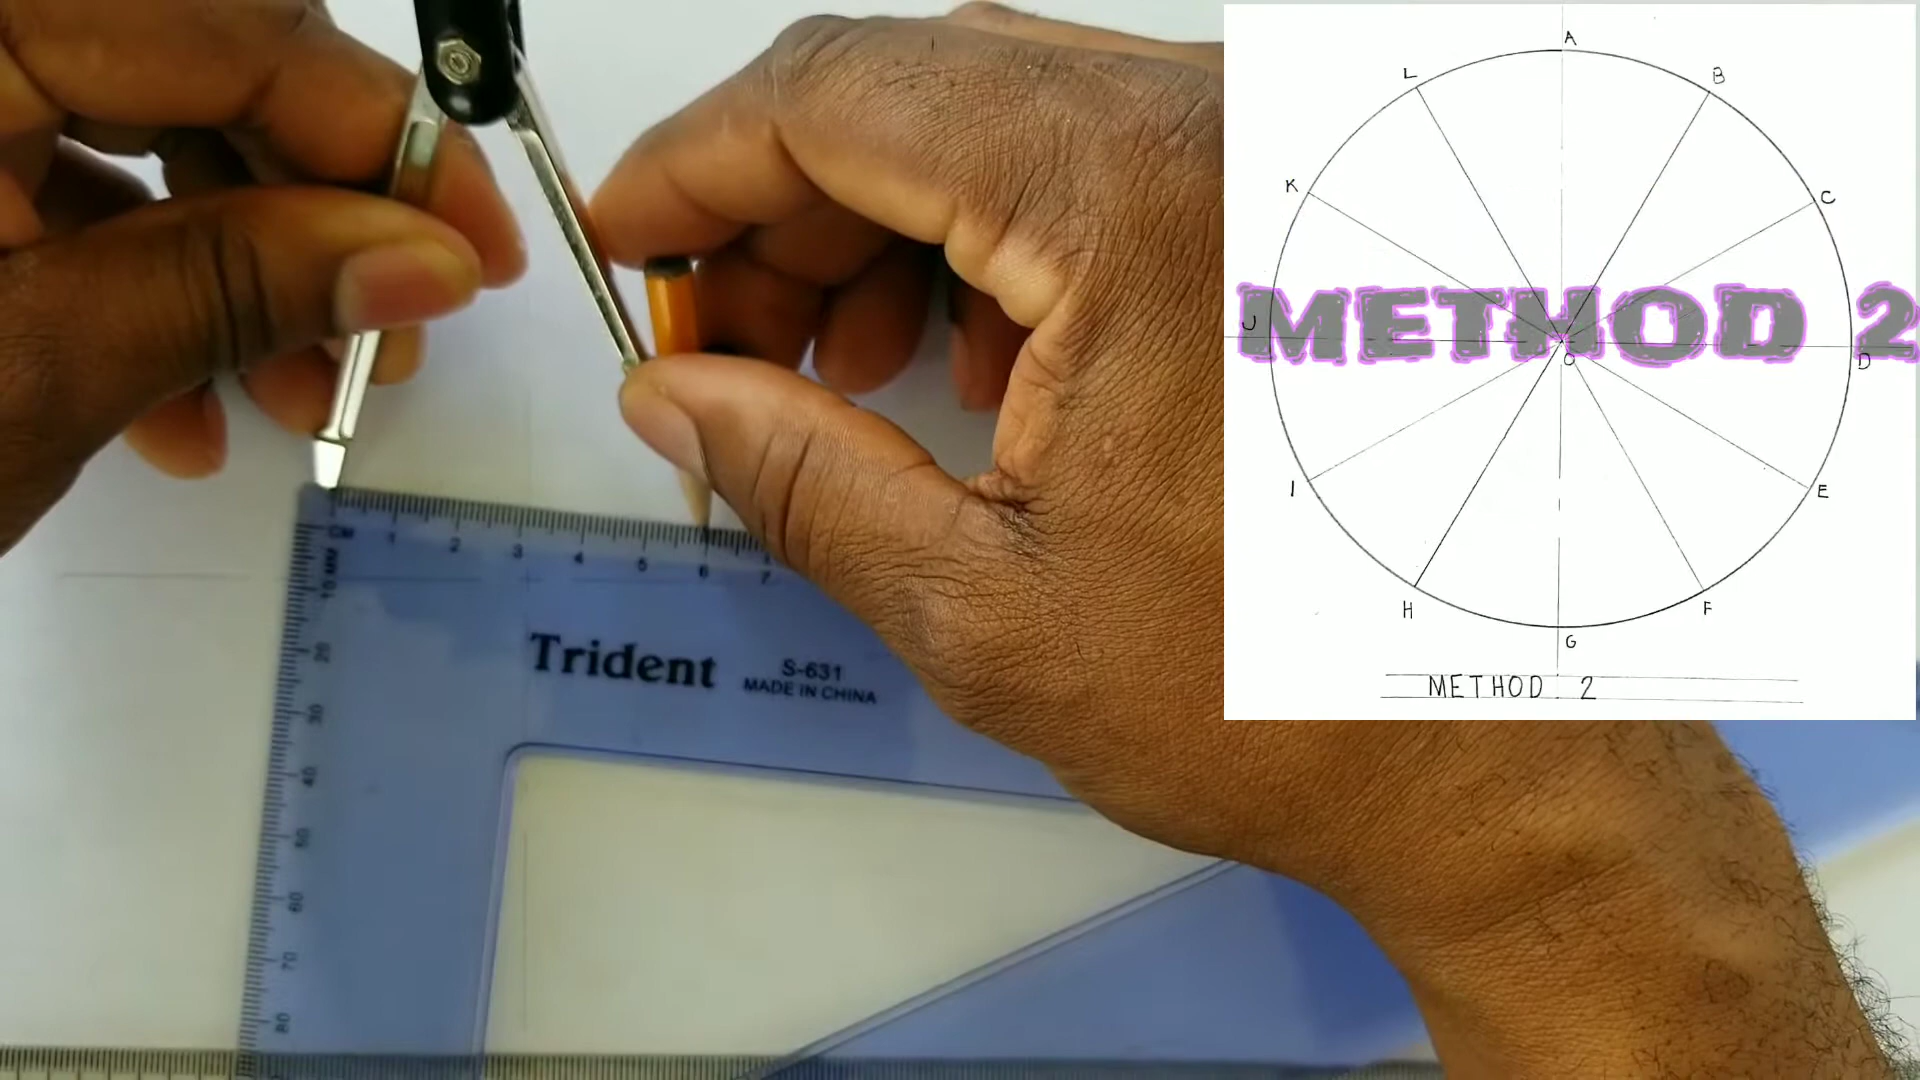 CM 1 2 3 4 5 6 7
10 MM
20
30
40
50
60
70
80
Trident
S-631
MADE IN CHINA
A
L
B
K
C
METHOD 2
J
D
O
I
E
H
F
G
METHOD : 2